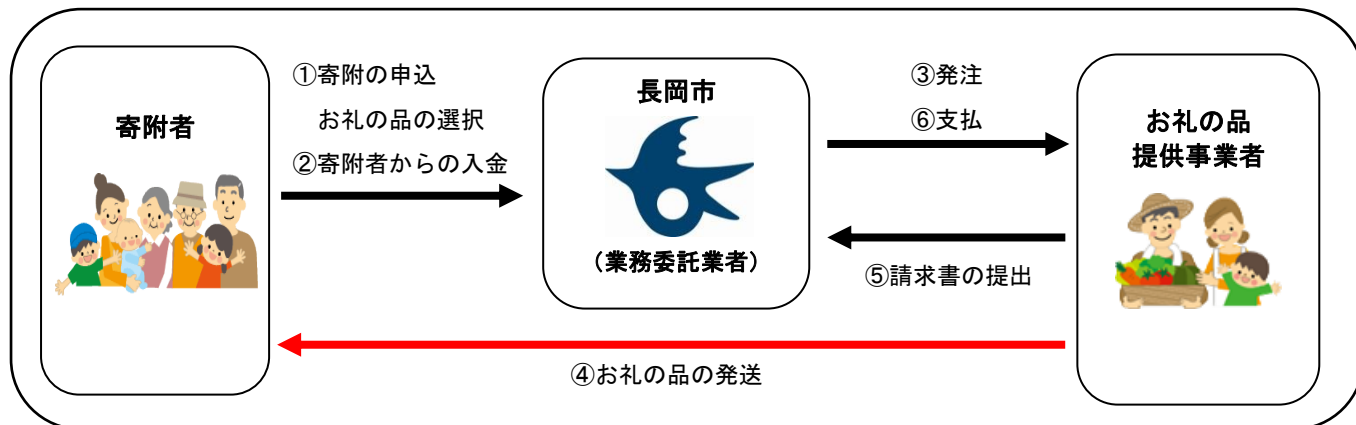 寄附者
①寄附の申込
お礼の品の選択
②寄附者からの入金
長岡市
(業務委託業者)
③発注
⑥支払
⑤請求書の提出
お礼の品
提供事業者
④お礼の品の発送